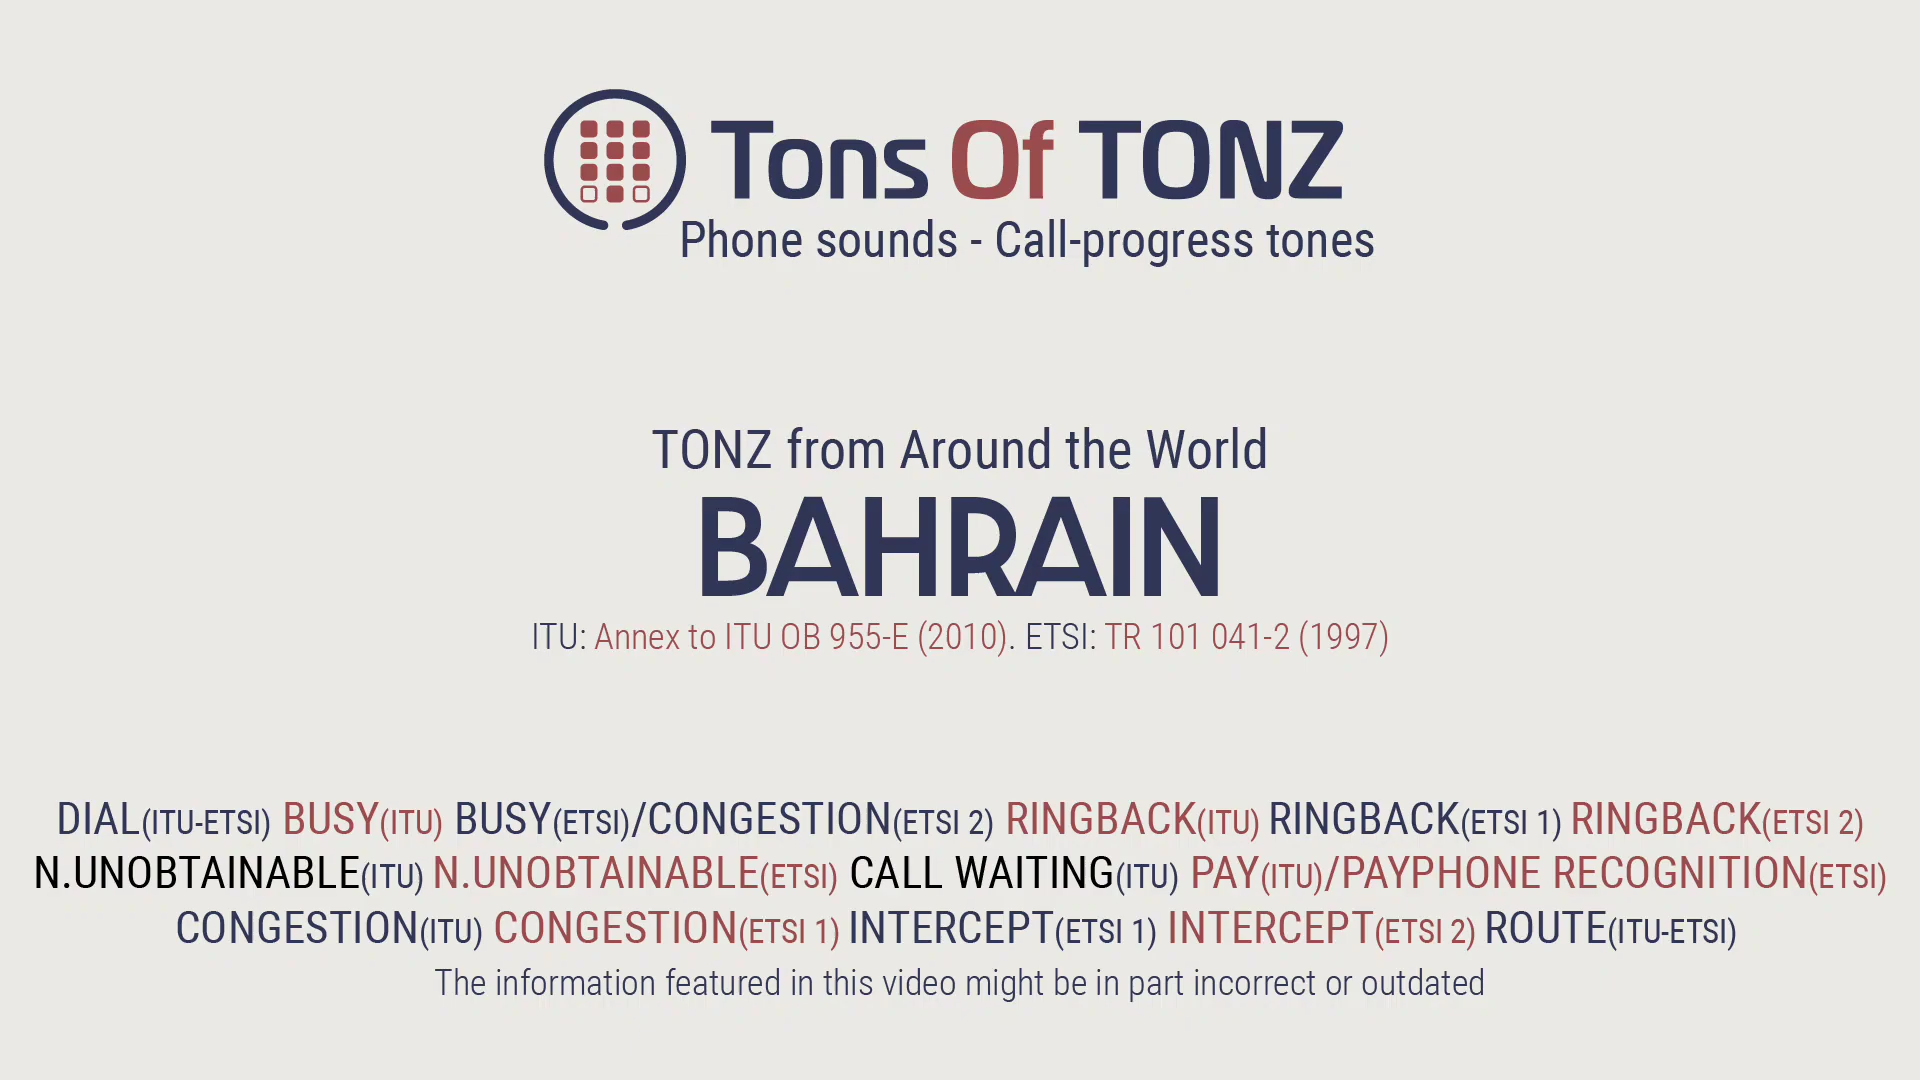 Tons Of TONZ
Phone sounds - Call-progress tones
TONZ from Around the World
BAHRAIN
ITU: Annex to ITU OB 955-E (2010). ETSI: TR 101 041-2 (1997)
DIAL(ITU-ETSI) BUSY(ITU) BUSY(ETSI)/CONGESTION(ETSI 2) RINGBACK(ITU) RINGBACK(ETSI 1) RINGBACK(ETSI 2)
N.UNOBTAINABLE(ITU) N.UNOBTAINABLE(ETSI) CALL WAITING(ITU) PAY(ITU)/PAYPHONE RECOGNITION(ETSI)
CONGESTION(ITU) CONGESTION(ETSI 1) INTERCEPT(ETSI 1) INTERCEPT(ETSI 2) ROUTE(ITU-ETSI)
The information featured in this video might be in part incorrect or outdated